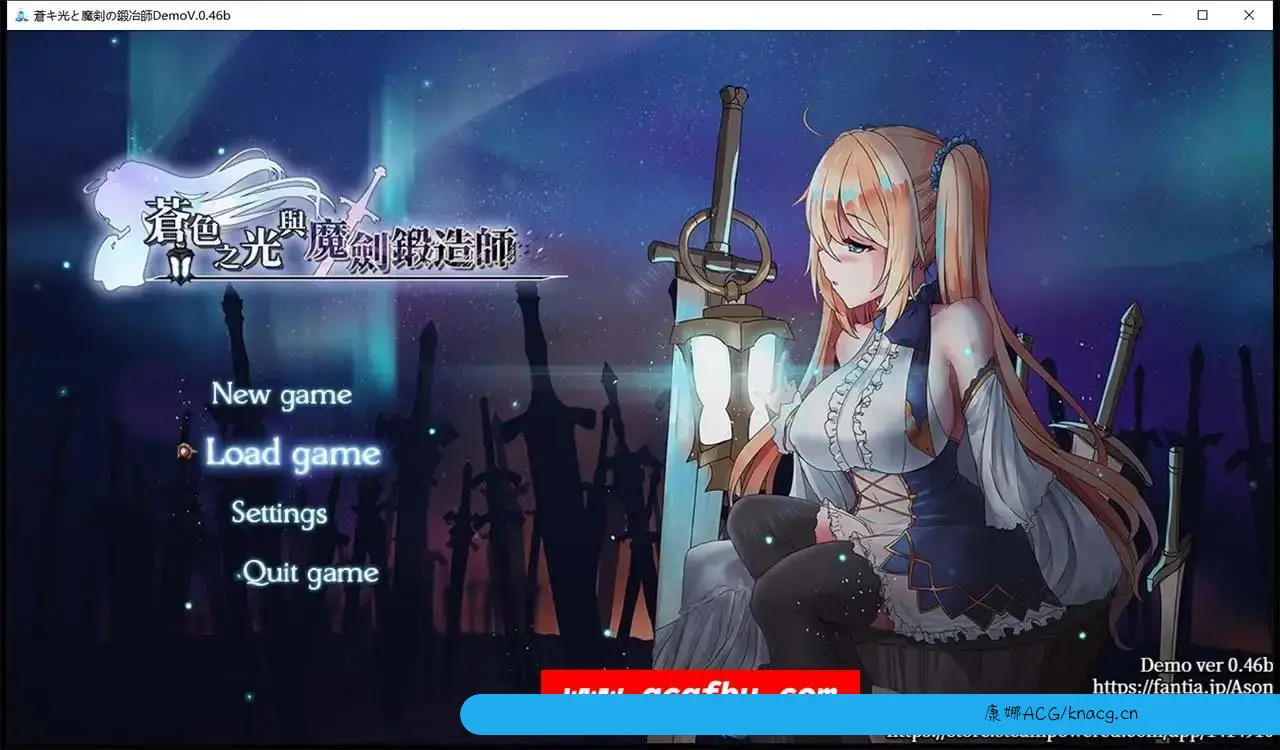 蒼キ光と魔剣の鍛冶師DemoV.0.46b
蒼色之光與魔劍鍛造師
New game
Load game
Settings
Quit game
Demo ver 0.46b
https://fantia.jp/Ason
康娜ACG/knacg.cn